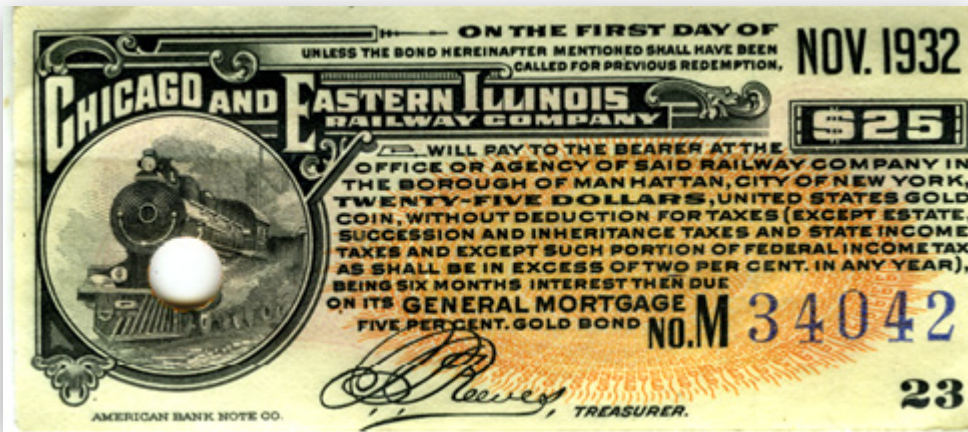 ON THE FIRST DAY OF
UNLESS THE BOND HEREINAFTER MENTIONED SHALL HAVE BEEN
CALLED FOR PREVIOUS REDEMPTION,
NOV. 1932
CHICAGO AND EASTERN ILLINOIS
RAILWAY COMPANY
$25
WILL PAY TO THE BEARER AT THE
OFFICE OR AGENCY OF SAID RAILWAY COMPANY IN
THE BOROUGH OF MANHATTAN, CITY OF NEW YORK,
TWENTY-FIVE DOLLARS, UNITED STATES GOLD
COIN, WITHOUT DEDUCTION FOR TAXES (EXCEPT ESTATE,
SUCCESSION AND INHERITANCE TAXES AND STATE INCOME
TAXES AND EXCEPT SUCH PORTION OF FEDERAL INCOME TAX
AS SHALL BE IN EXCESS OF TWO PER CENT. IN ANY YEAR),
BEING SIX MONTHS INTEREST THEN DUE
ON ITS GENERAL MORTGAGE
FIVE PER CENT. GOLD BOND NO. M 34042
Reeves TREASURER.
23
AMERICAN BANK NOTE CO.